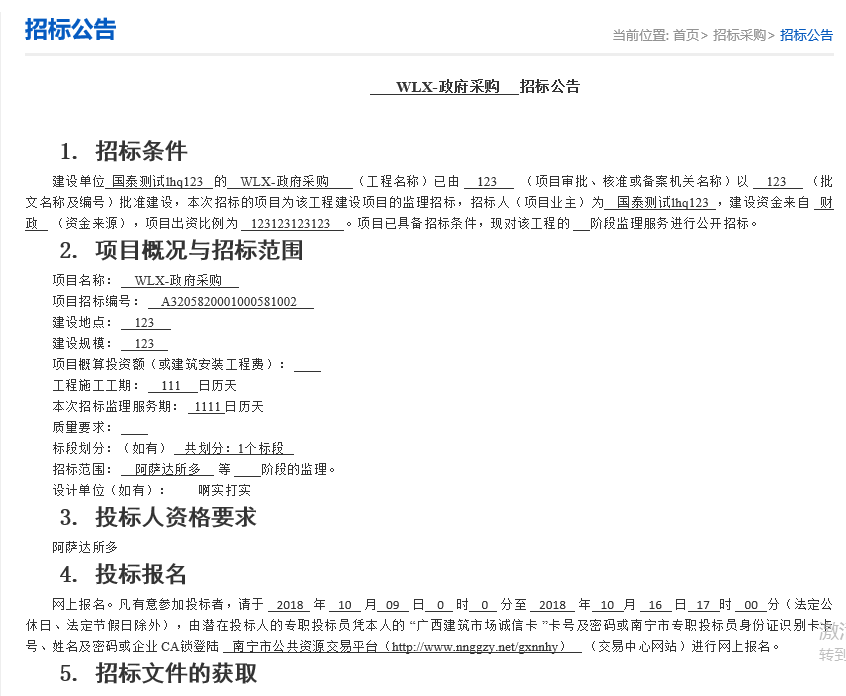 招标公告
当前位置: 首页> 招标采购> 招标公告
WLX-政府采购 招标公告
1. 招标条件
建设单位 国泰测试lhq123 的 WLX-政府采购 （工程名称）已由 123 （项目审批、核准或备案机关名称）以 123 （批
文名称及编号）批准建设，本次招标的项目为该工程建设项目的监理招标，招标人（项目业主）为 国泰测试lhq123 ，建设资金来自 财
政 （资金来源），项目出资比例为 123123123123 。项目已具备招标条件，现对该工程的 阶段监理服务进行公开招标。
2. 项目概况与招标范围
项目名称： WLX-政府采购
项目招标编号： A3205820001000581002
建设地点： 123
建设规模： 123
项目概算投资额（或建筑安装工程费）：
工程施工工期： 111 日历天
本次招标监理服务期： 1111 日历天
质量要求：
标段划分：（如有） 共划分：1个标段
招标范围： 阿萨达所多 等 阶段的监理。
设计单位（如有）： 啊实打实
3. 投标人资格要求
阿萨达所多
4. 投标报名
网上报名。凡有意参加投标者，请于 2018 年 10 月 09 日 0 时 0 分至 2018 年 10 月 16 日 17 时 00 分（法定公
休日、法定节假日除外），由潜在投标人的专职投标员凭本人的 “广西建筑市场诚信卡 ”卡号及密码或南宁市专职投标员身份证识别卡卡
号、姓名及密码或企业 CA锁登陆 南宁市公共资源交易平台（http://www.nnggzy.net/gxnnhy） （交易中心网站）进行网上报名。
转到
5. 招标文件的获取